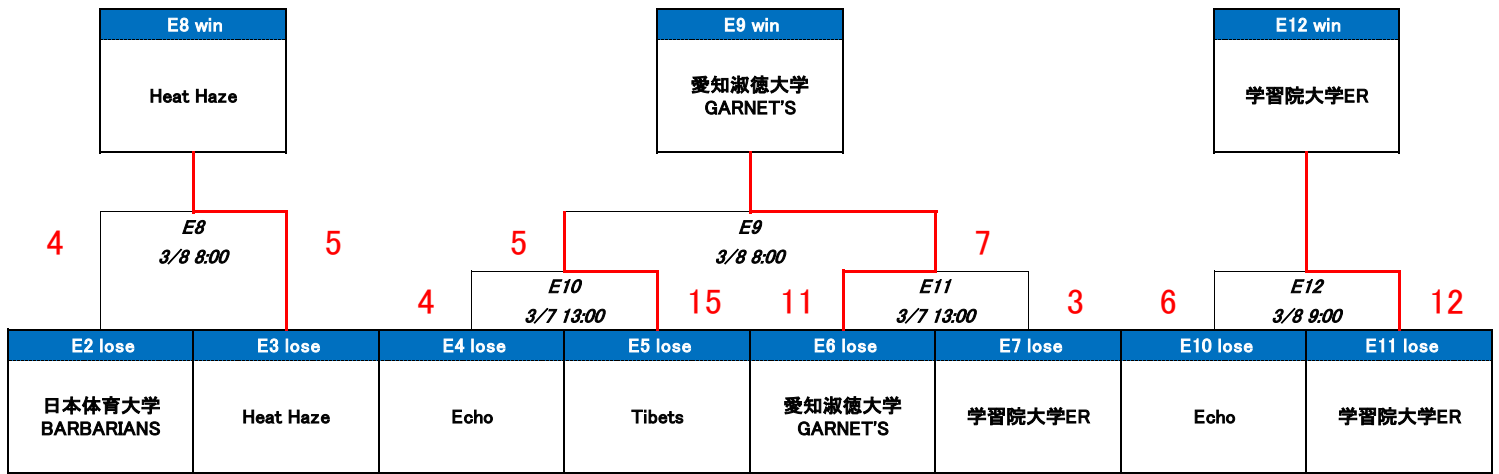 E8 win
E9 win
E12 win
Heat Haze
愛知淑徳大学
GARNET'S
学習院大学ER
4
E8
3/8 8:00
5
5
E9
3/8 8:00
7
4
E10
3/7 13:00
15
11
E11
3/7 13:00
3
6
E12
3/8 9:00
12
E2 lose
E3 lose
E4 lose
E5 lose
E6 lose
E7 lose
E10 lose
E11 lose
日本体育大学
BARBARIANS
Heat Haze
Echo
Tibets
愛知淑徳大学
GARNET'S
学習院大学ER
Echo
学習院大学ER